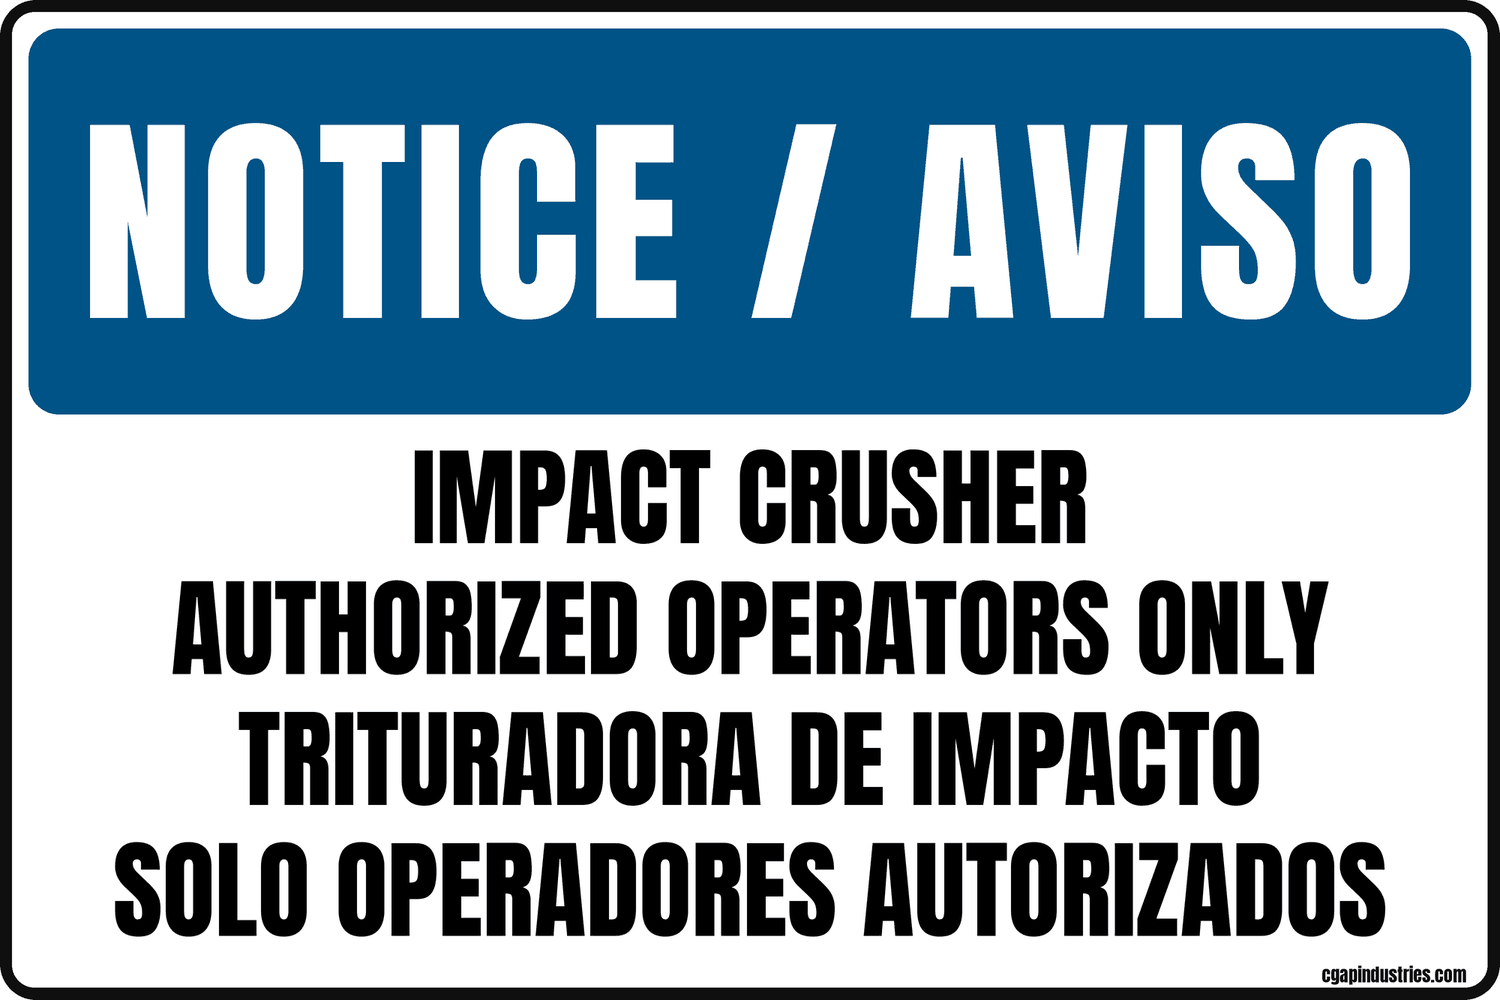 NOTICE / AVISO
IMPACT CRUSHER
AUTHORIZED OPERATORS ONLY
TRITURADORA DE IMPACTO
SOLO OPERADORES AUTORIZADOS
cgapindustries.com